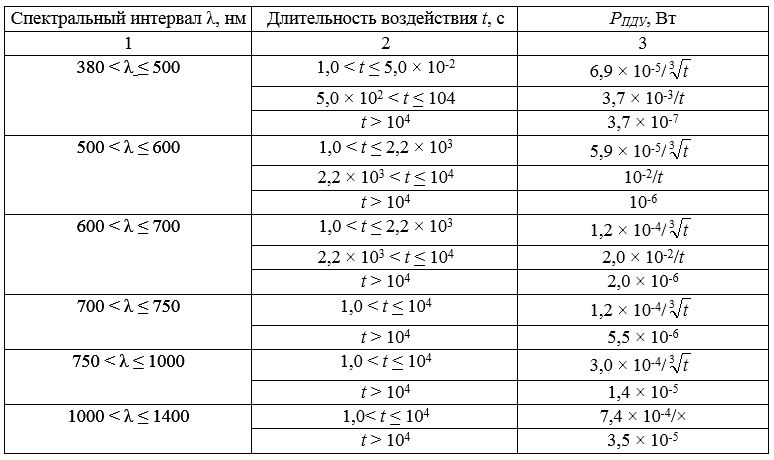 Спектральный интервал λ, нм Длительность воздействия t, с PПДУ, Вт
1 2 3
380 < λ ≤ 500 1,0 < t ≤ 5,0 × 10⁻² 6,9 × 10⁻⁵/∛t
5,0 × 10² < t ≤ 104 3,7 × 10⁻³/t
t > 10⁴ 3,7 × 10⁻⁷
500 < λ ≤ 600 1,0 < t ≤ 2,2 × 10³ 5,9 × 10⁻⁵/∛t
2,2 × 10³ < t ≤ 10⁴ 10⁻²/t
t > 10⁴ 10⁻⁶
600 < λ ≤ 700 1,0 < t ≤ 2,2 × 10³ 1,2 × 10⁻⁴/∛t
2,2 × 10³ < t ≤ 10⁴ 2,0 × 10⁻²/t
t > 10⁴ 2,0 × 10⁻⁶
700 < λ ≤ 750 1,0 < t ≤ 10⁴ 1,2 × 10⁻⁴/∛t
t > 10⁴ 5,5 × 10⁻⁶
750 < λ ≤ 1000 1,0 < t ≤ 10⁴ 3,0 × 10⁻⁴/∛t
t > 10⁴ 1,4 × 10⁻⁵
1000 < λ ≤ 1400 1,0< t ≤ 10⁴ 7,4 × 10⁻⁴/×
t > 10⁴ 3,5 × 10⁻⁵